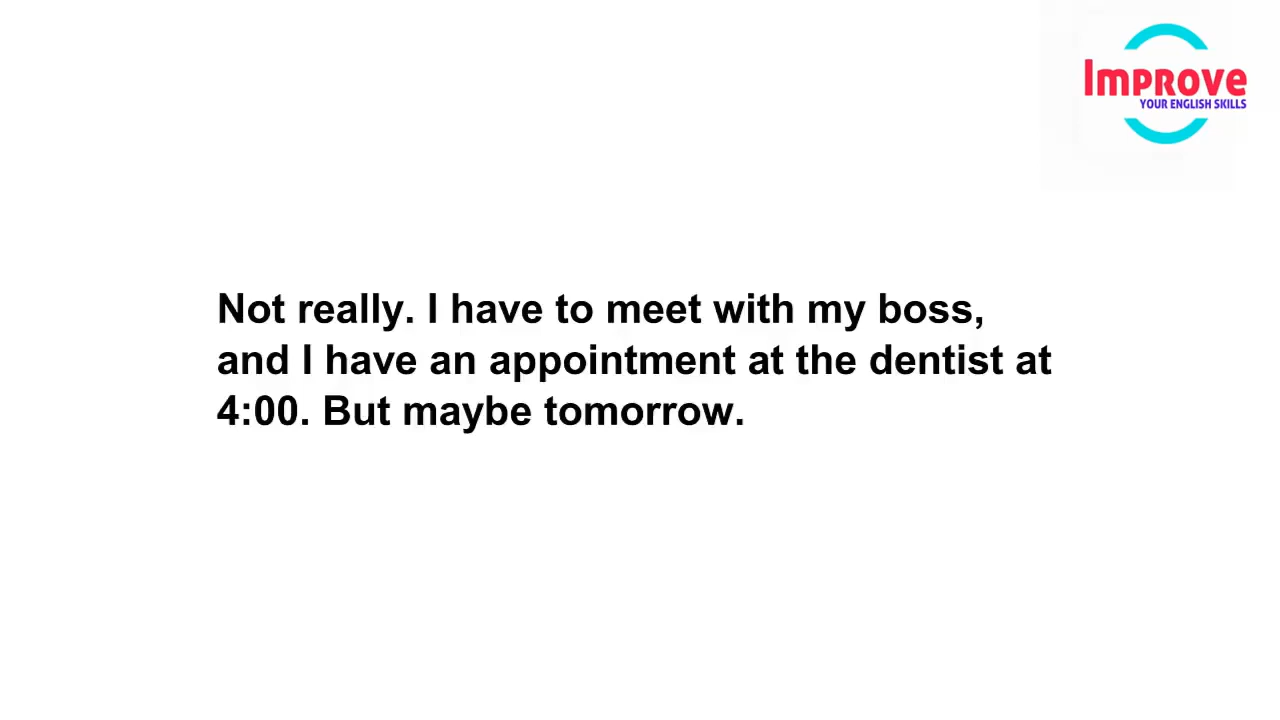 Improve
YOUR ENGLISH SKILLS
Not really. I have to meet with my boss,
and I have an appointment at the dentist at
4:00. But maybe tomorrow.